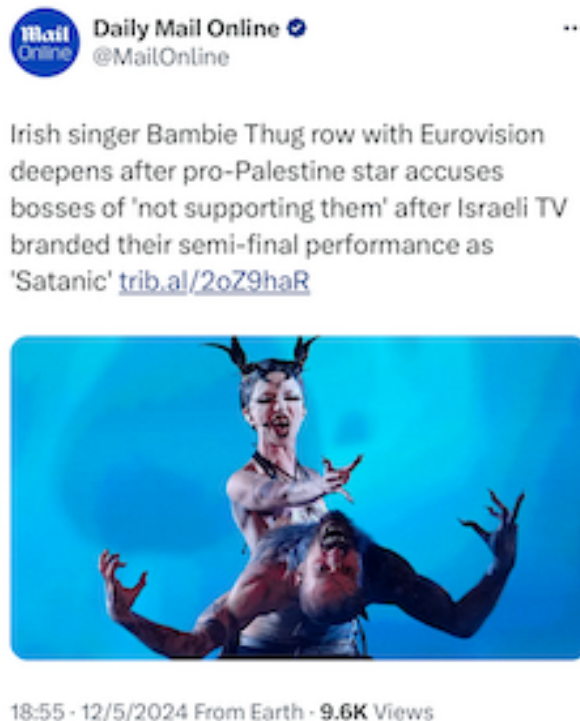 Mail
Online
Daily Mail Online
@MailOnline
Irish singer Bambie Thug row with Eurovision
deepens after pro-Palestine star accuses
bosses of 'not supporting them' after Israeli TV
branded their semi-final performance as
'Satanic' trib.al/2oZ9haR
18:55 · 12/5/2024 From Earth · 9.6K Views